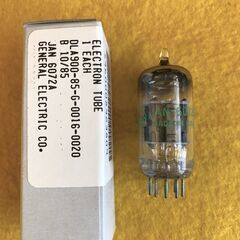 ELECTRON TUBE
1 EACH
DLA900-85-G-0016-0020
B 10/85
JAN 6072A
GENERAL ELECTRIC CO.